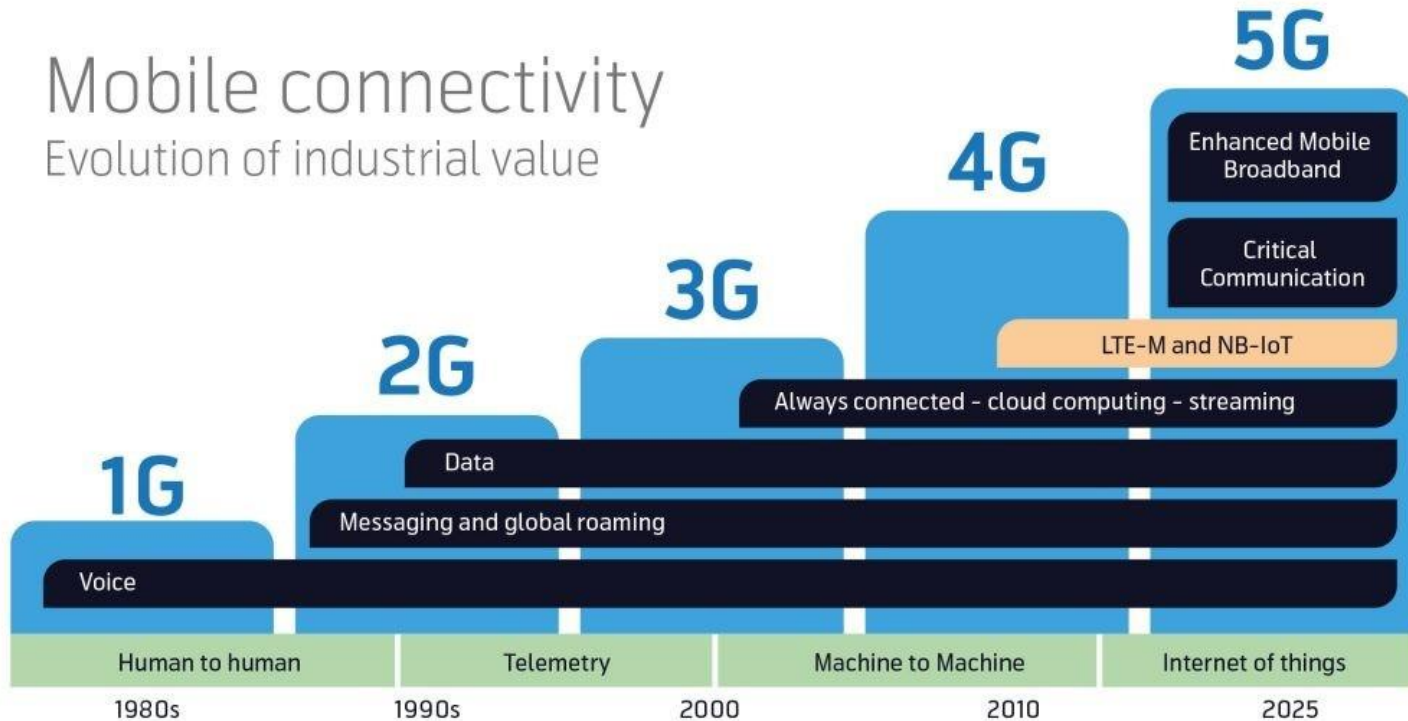 Mobile connectivity
Evolution of industrial value
5G
4G
3G
2G
1G
Enhanced Mobile
Broadband
Critical
Communication
LTE-M and NB-IoT
Always connected - cloud computing - streaming
Data
Messaging and global roaming
Voice
Human to human
Telemetry
Machine to Machine
Internet of things
1980s
1990s
2000
2010
2025